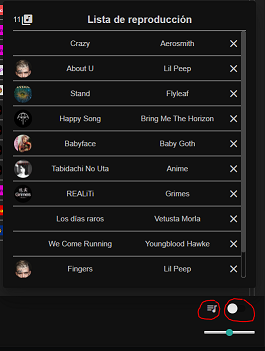 11 Lista de reproducción
Crazy Aerosmith
About U Lil Peep
Stand Flyleaf
Happy Song Bring Me The Horizon
Babyface Baby Goth
Tabidachi No Uta Anime
REALiTi Grimes
Los días raros Vetusta Morla
We Come Running Youngblood Hawke
Fingers Lil Peep